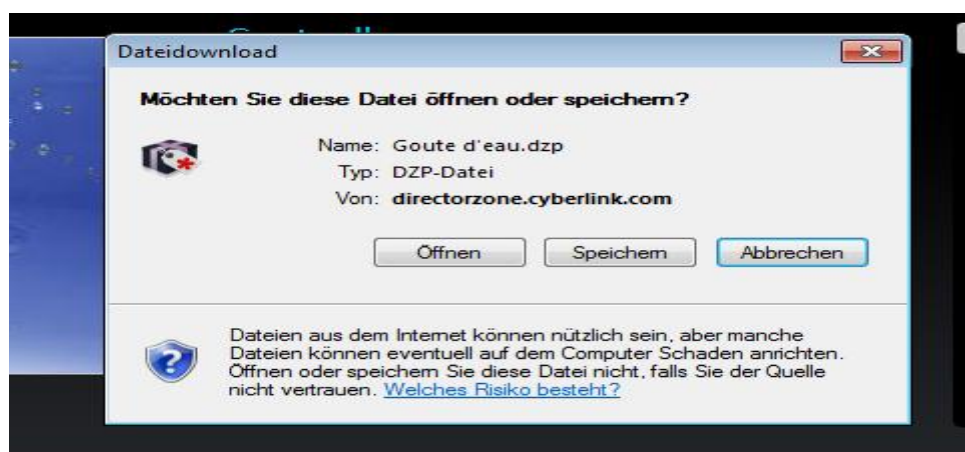 Dateidownload
Möchten Sie diese Datei öffnen oder speichern?
Name: Goute d'eau.dzp
Typ: DZP-Datei
Von: directorzone.cyberlink.com
Öffnen Speichern Abbrechen
Dateien aus dem Internet können nützlich sein, aber manche
Dateien können eventuell auf dem Computer Schaden anrichten.
Öffnen oder speichern Sie diese Datei nicht, falls Sie der Quelle
nicht vertrauen. Welches Risiko besteht?